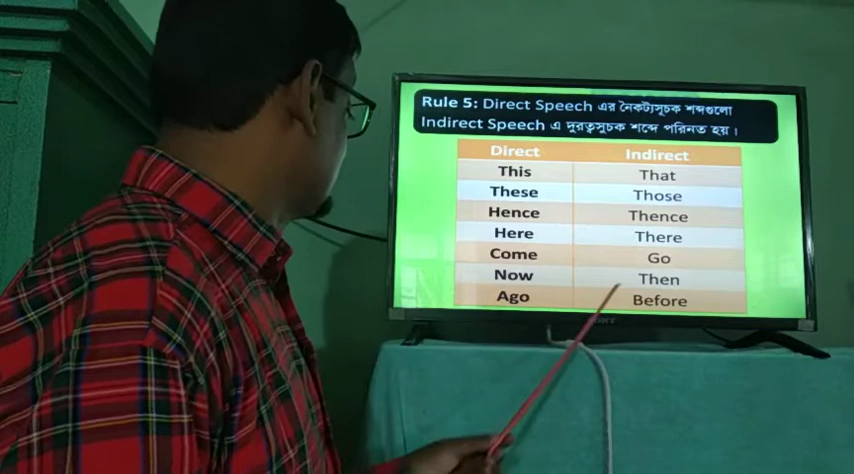 Rule 5: Direct Speech এর নৈকট্যসূচক শব্দগুলো
Indirect Speech এ দুরত্বসূচক শব্দে পরিনত হয় ।
Direct Indirect
This That
These Those
Hence Thence
Here There
Come Go
Now Then
Ago Before